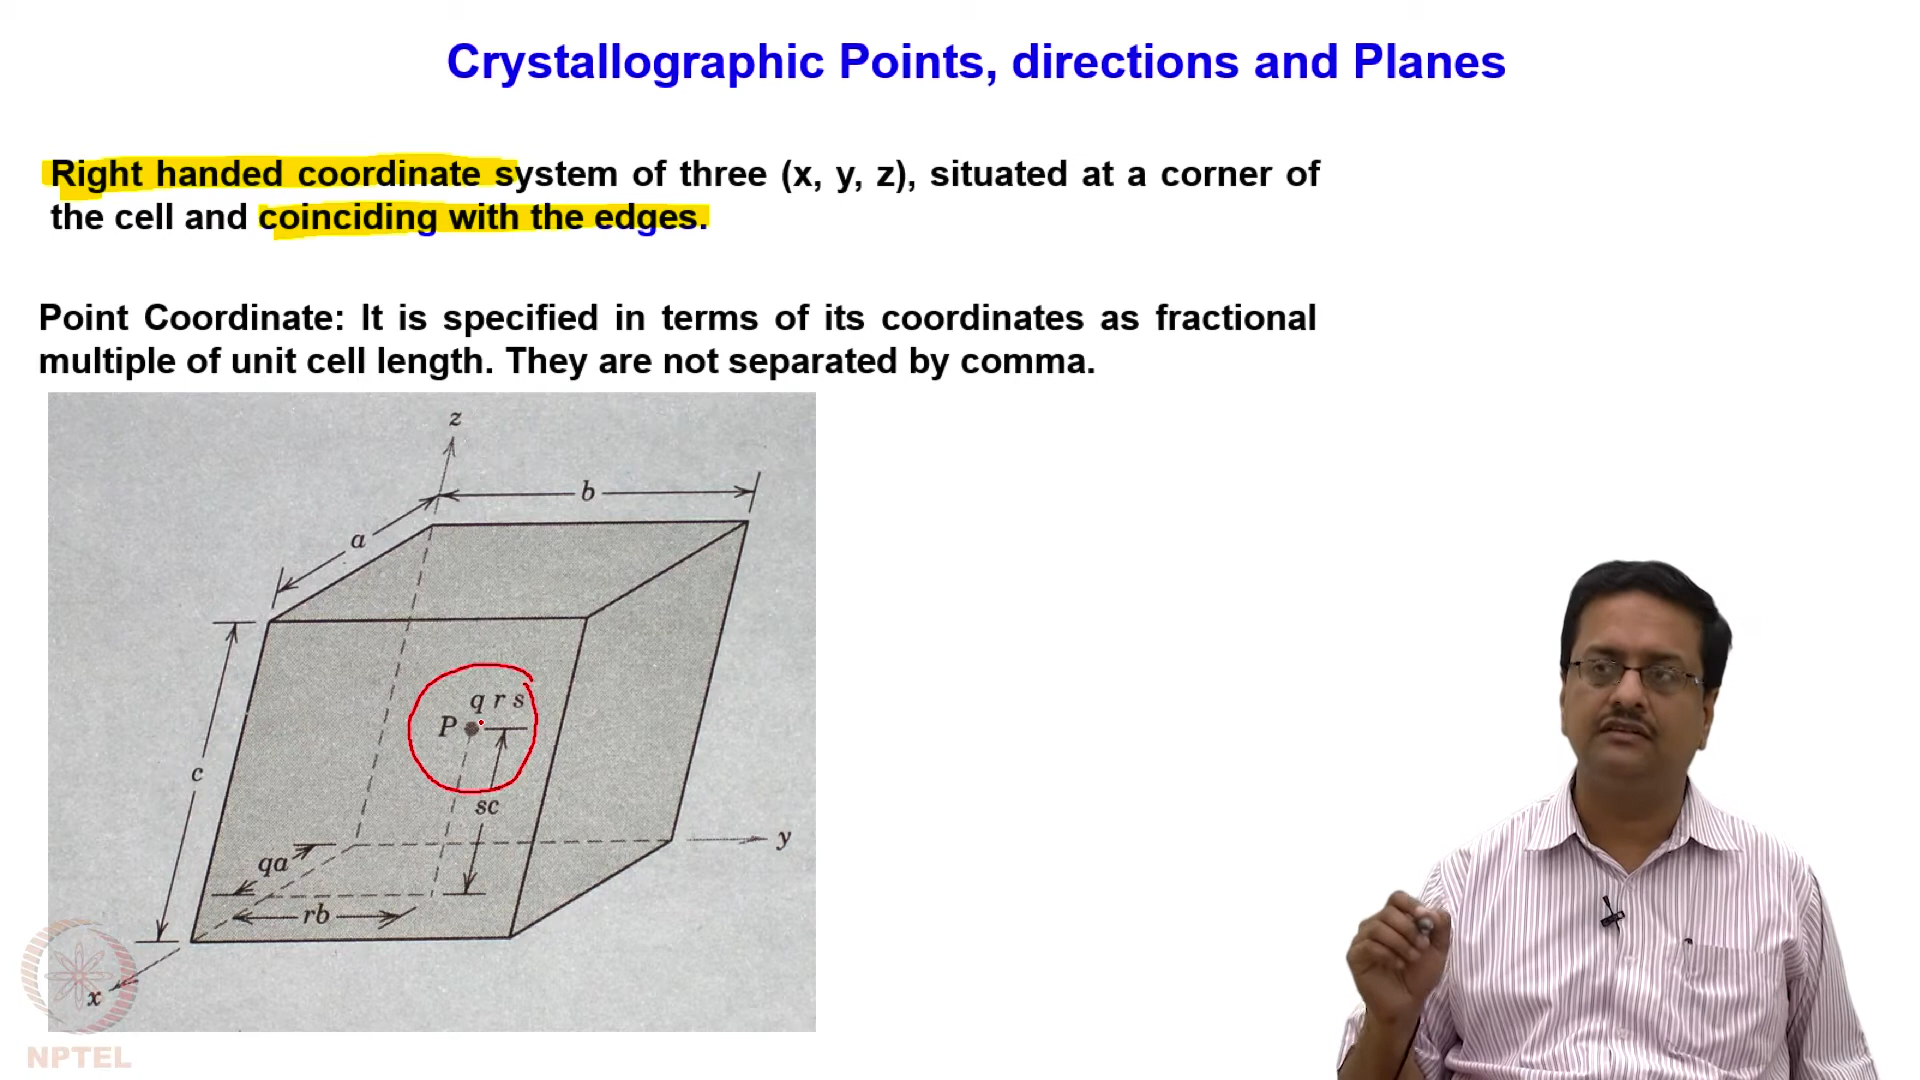 Crystallographic Points, directions and Planes
Right handed coordinate system of three (x, y, z), situated at a corner of
the cell and coinciding with the edges.
Point Coordinate: It is specified in terms of its coordinates as fractional
multiple of unit cell length. They are not separated by comma.
z
b
a
q r s
P
c
sc
y
qa
rb
x
NPTEL